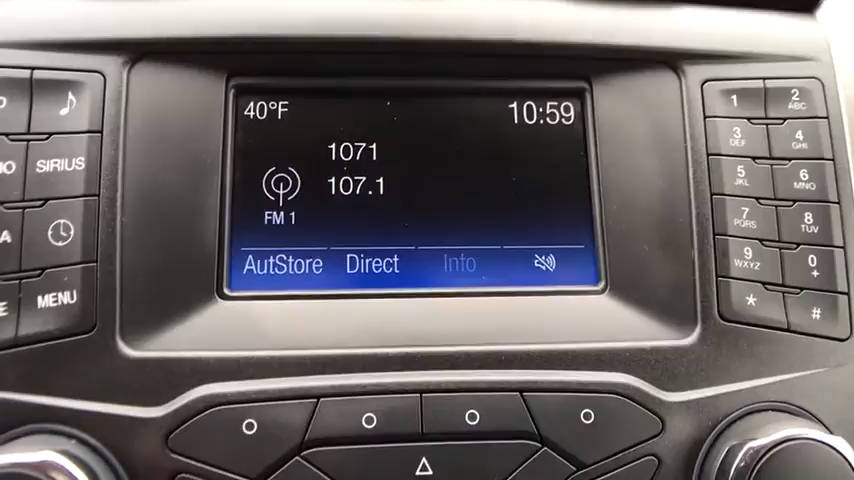 40°F 10:59
1071
107.1
FM 1
AutStore Direct Info
SIRIUS
MENU
1
2 ABC
3 DEF
4 GHI
5 JKL
6 MNO
7 PQRS
8 TUV
9 WXYZ
0 +
*
#